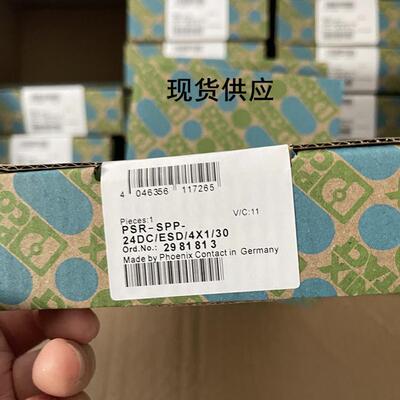 现货供应
4 046356 117265
Pieces:1
V/C:11
PSR-SPP-
24DC/ESD/4X1/30
Ord.No.: 2981813
Made by Phoenix Contact in Germany